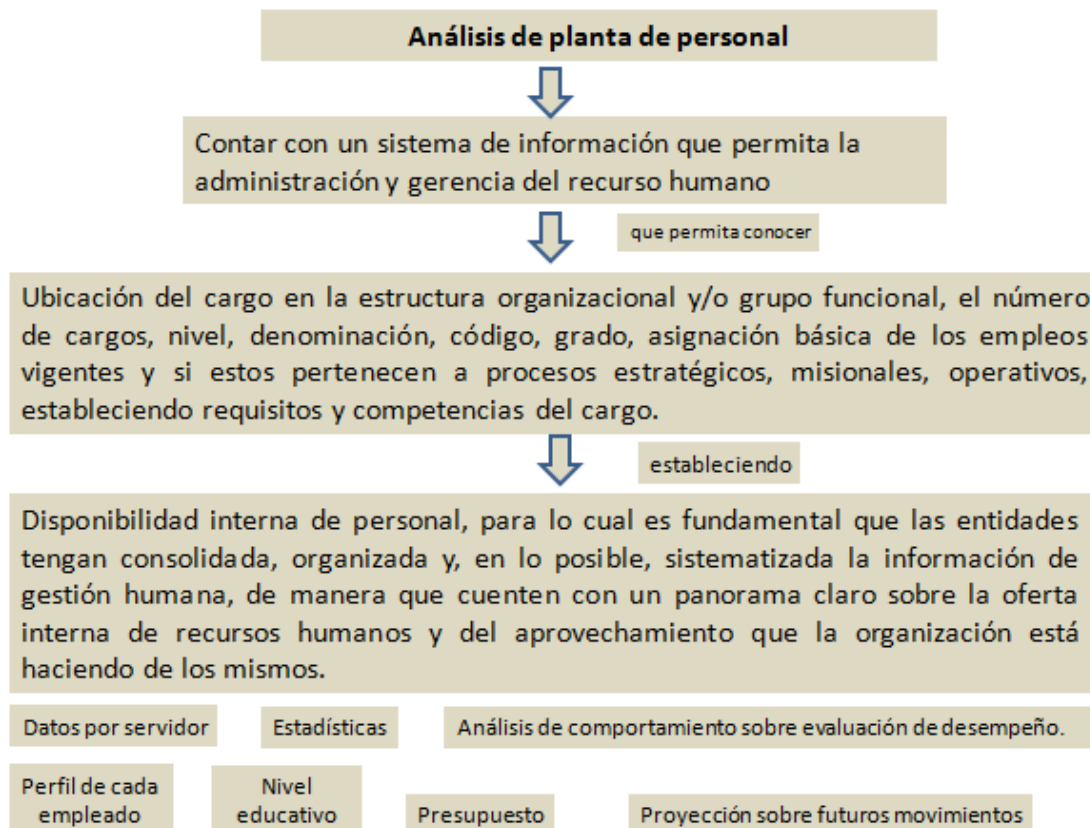 Análisis de planta de personal
Contar con un sistema de información que permita la
administración y gerencia del recurso humano
que permita conocer
Ubicación del cargo en la estructura organizacional y/o grupo funcional, el número
de cargos, nivel, denominación, código, grado, asignación básica de los empleos
vigentes y si estos pertenecen a procesos estratégicos, misionales, operativos,
estableciendo requisitos y competencias del cargo.
estableciendo
Disponibilidad interna de personal, para lo cual es fundamental que las entidades
tengan consolidada, organizada y, en lo posible, sistematizada la información de
gestión humana, de manera que cuenten con un panorama claro sobre la oferta
interna de recursos humanos y del aprovechamiento que la organización está
haciendo de los mismos.
Datos por servidor
Estadísticas
Análisis de comportamiento sobre evaluación de desempeño.
Perfil de cada
empleado
Nivel
educativo
Presupuesto
Proyección sobre futuros movimientos